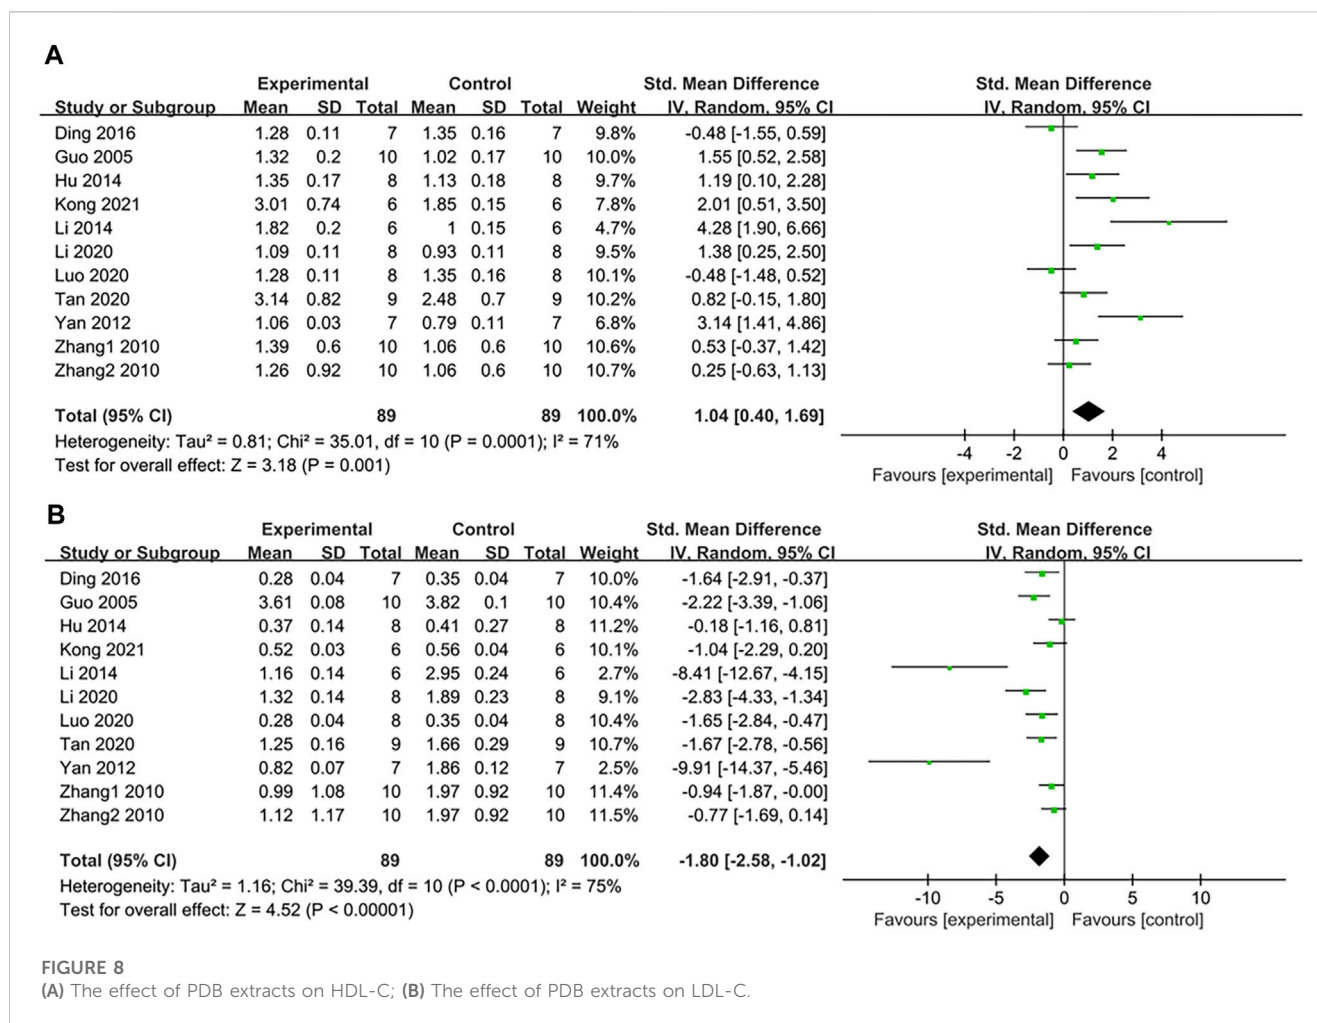 A
Experimental Control Std. Mean Difference Std. Mean Difference
Study or Subgroup Mean SD Total Mean SD Total Weight IV, Random, 95% CI IV, Random, 95% CI
Ding 2016 1.28 0.11 7 1.35 0.16 7 9.8% -0.48 [-1.55, 0.59]
Guo 2005 1.32 0.2 10 1.02 0.17 10 10.0% 1.55 [0.52, 2.58]
Hu 2014 1.35 0.17 8 1.13 0.18 8 9.7% 1.19 [0.10, 2.28]
Kong 2021 3.01 0.74 6 1.85 0.15 6 7.8% 2.01 [0.51, 3.50]
Li 2014 1.82 0.2 6 1 0.15 6 4.7% 4.28 [1.90, 6.66]
Li 2020 1.09 0.11 8 0.93 0.11 8 9.5% 1.38 [0.25, 2.50]
Luo 2020 1.28 0.11 8 1.35 0.16 8 10.1% -0.48 [-1.48, 0.52]
Tan 2020 3.14 0.82 9 2.48 0.7 9 10.2% 0.82 [-0.15, 1.80]
Yan 2012 1.06 0.03 7 0.79 0.11 7 6.8% 3.14 [1.41, 4.86]
Zhang1 2010 1.39 0.6 10 1.06 0.6 10 10.6% 0.53 [-0.37, 1.42]
Zhang2 2010 1.26 0.92 10 1.06 0.6 10 10.7% 0.25 [-0.63, 1.13]
Total (95% CI) 89 89 100.0% 1.04 [0.40, 1.69]
Heterogeneity: Tau² = 0.81; Chi² = 35.01, df = 10 (P = 0.0001); I² = 71%
Test for overall effect: Z = 3.18 (P = 0.001)
-4 -2 0 2 4
Favours [experimental] Favours [control]
B
Experimental Control Std. Mean Difference Std. Mean Difference
Study or Subgroup Mean SD Total Mean SD Total Weight IV, Random, 95% CI IV, Random, 95% CI
Ding 2016 0.28 0.04 7 0.35 0.04 7 10.0% -1.64 [-2.91, -0.37]
Guo 2005 3.61 0.08 10 3.82 0.1 10 10.4% -2.22 [-3.39, -1.06]
Hu 2014 0.37 0.14 8 0.41 0.27 8 11.2% -0.18 [-1.16, 0.81]
Kong 2021 0.52 0.03 6 0.56 0.04 6 10.1% -1.04 [-2.29, 0.20]
Li 2014 1.16 0.14 6 2.95 0.24 6 2.7% -8.41 [-12.67, -4.15]
Li 2020 1.32 0.14 8 1.89 0.23 8 9.1% -2.83 [-4.33, -1.34]
Luo 2020 0.28 0.04 8 0.35 0.04 8 10.4% -1.65 [-2.84, -0.47]
Tan 2020 1.25 0.16 9 1.66 0.29 9 10.7% -1.67 [-2.78, -0.56]
Yan 2012 0.82 0.07 7 1.86 0.12 7 2.5% -9.91 [-14.37, -5.46]
Zhang1 2010 0.99 1.08 10 1.97 0.92 10 11.4% -0.94 [-1.87, -0.00]
Zhang2 2010 1.12 1.17 10 1.97 0.92 10 11.5% -0.77 [-1.69, 0.14]
Total (95% CI) 89 89 100.0% -1.80 [-2.58, -1.02]
Heterogeneity: Tau² = 1.16; Chi² = 39.39, df = 10 (P < 0.0001); I² = 75%
Test for overall effect: Z = 4.52 (P < 0.00001)
-10 -5 0 5 10
Favours [experimental] Favours [control]
FIGURE 8
(A) The effect of PDB extracts on HDL-C; (B) The effect of PDB extracts on LDL-C.